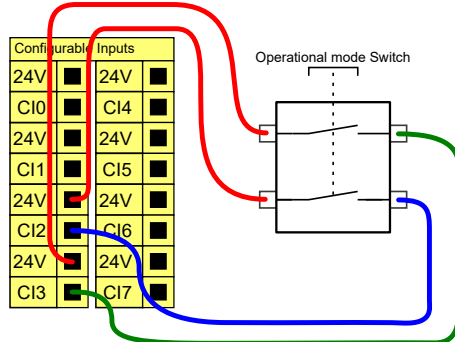 Configurable Inputs
Operational mode Switch
24V 24V
CI0 CI4
24V 24V
CI1 CI5
24V 24V
CI2 CI6
24V 24V
CI3 CI7